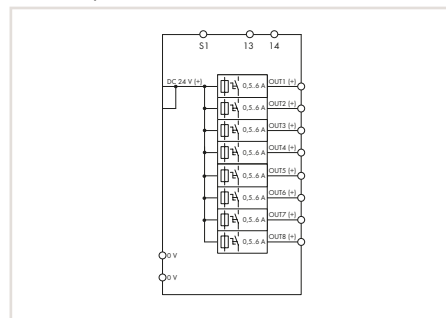 S1 13 14
DC 24 V (+) 0,5..6 A OUT1 (+)
0,5..6 A OUT2 (+)
0,5..6 A OUT3 (+)
0,5..6 A OUT4 (+)
0,5..6 A OUT5 (+)
0,5..6 A OUT6 (+)
0,5..6 A OUT7 (+)
0,5..6 A OUT8 (+)
0 V
0 V